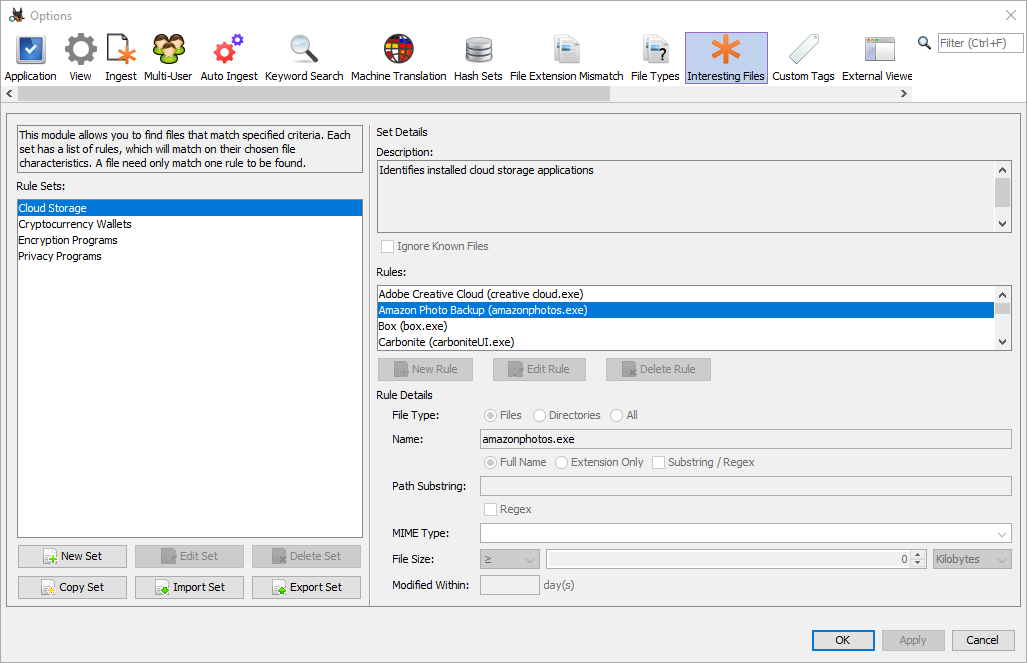 Options
Application View Ingest Multi-User Auto Ingest Keyword Search Machine Translation Hash Sets File Extension Mismatch File Types Interesting Files Custom Tags External Viewe
Filter (Ctrl+F)
This module allows you to find files that match specified criteria. Each
set has a list of rules, which will match on their chosen file
characteristics. A file need only match one rule to be found.
Rule Sets:
Cloud Storage
Cryptocurrency Wallets
Encryption Programs
Privacy Programs
New Set Edit Set Delete Set
Copy Set Import Set Export Set
Set Details
Description:
Identifies installed cloud storage applications
Ignore Known Files
Rules:
Adobe Creative Cloud (creative cloud.exe)
Amazon Photo Backup (amazonphotos.exe)
Box (box.exe)
Carbonite (carboniteUI.exe)
New Rule Edit Rule Delete Rule
Rule Details
File Type: Files Directories All
Name: amazonphotos.exe
Full Name Extension Only Substring / Regex
Path Substring:
Regex
MIME Type:
File Size: ≥ 0 Kilobytes
Modified Within: day(s)
OK Apply Cancel